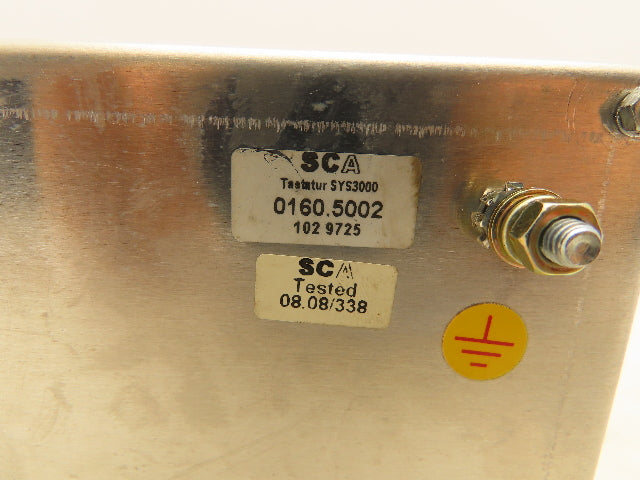 SCA
Tastatur SYS3000
0160.5002
102 9725
SCA
Tested
08.08/338